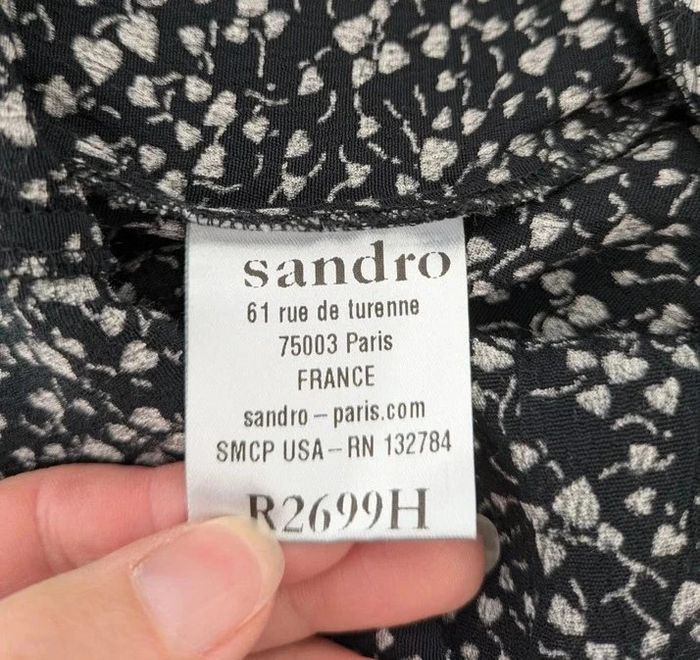 sandro
61 rue de turenne
75003 Paris
FRANCE
sandro – paris.com
SMCP USA – RN 132784
R2699H